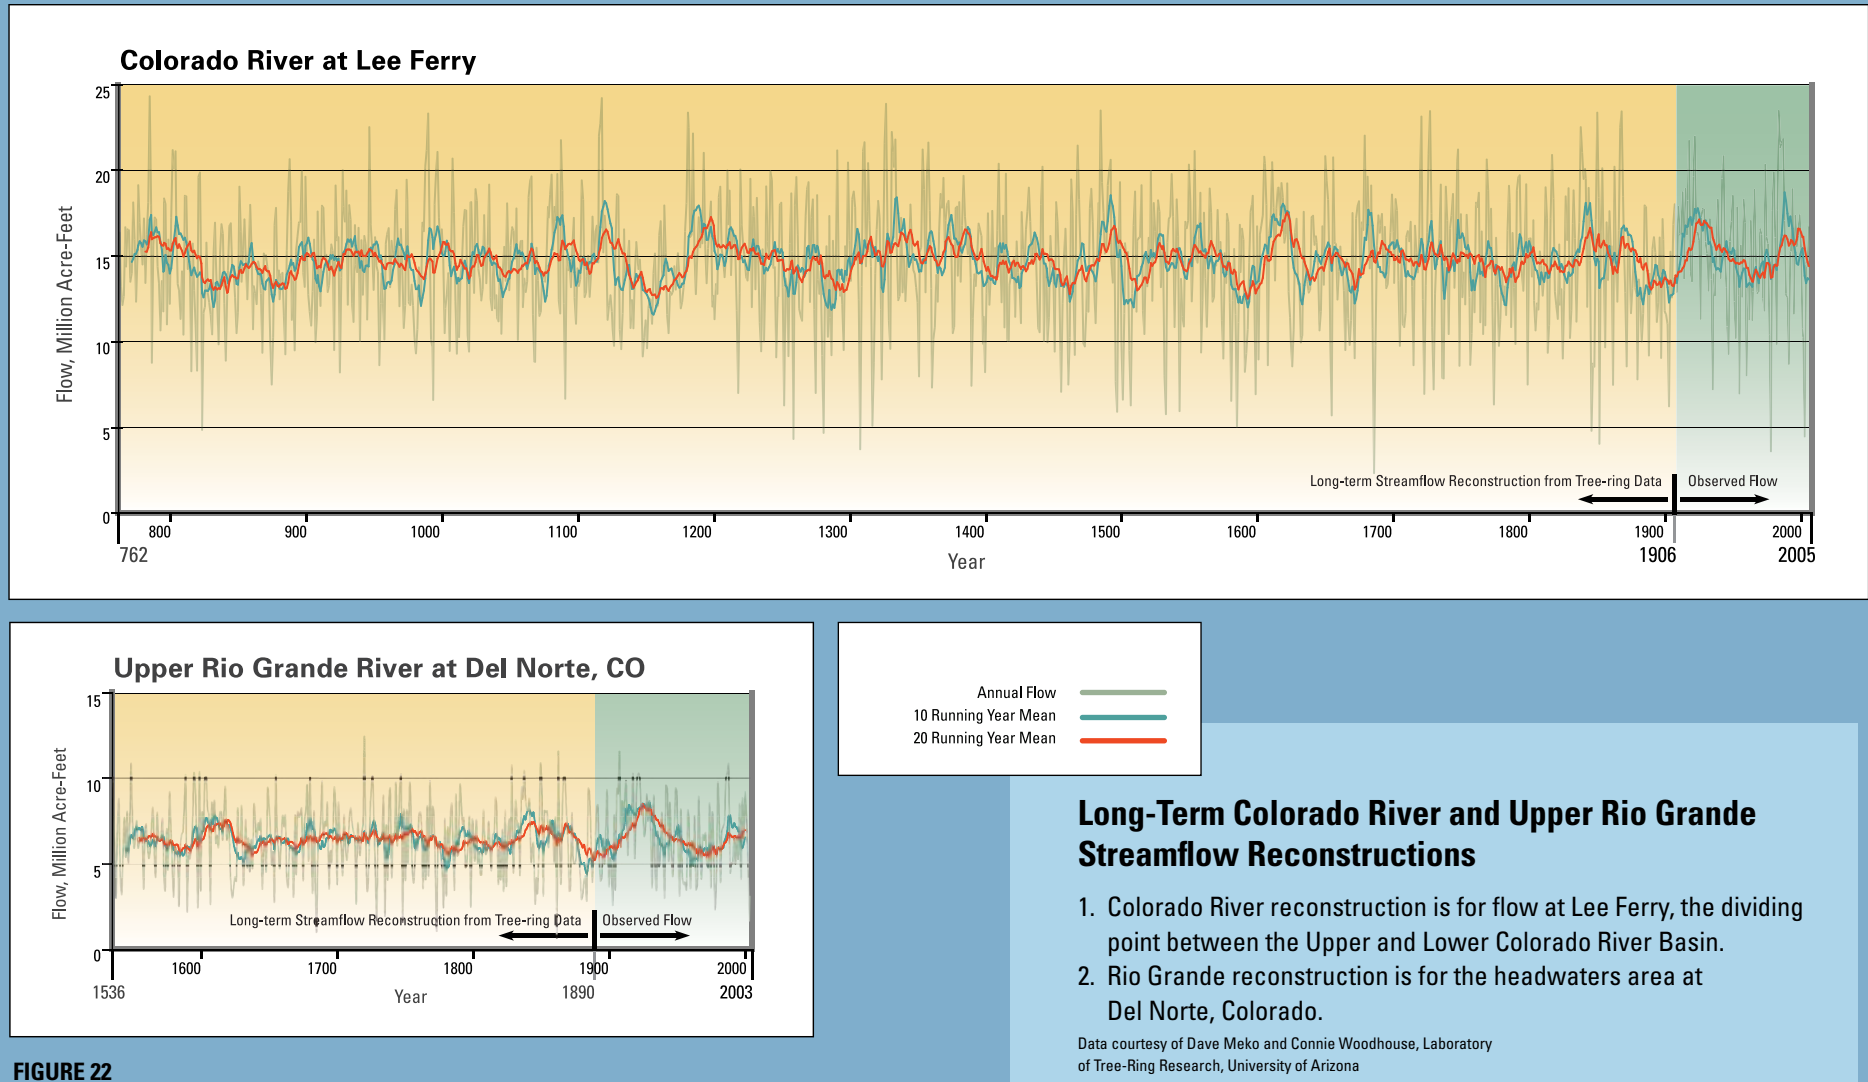 Colorado River at Lee Ferry
25
20
15
10
5
0
Flow, Million Acre-Feet
Long-term Streamflow Reconstruction from Tree-ring Data
Observed Flow
800 900 1000 1100 1200 1300 1400 1500 1600 1700 1800 1900 2000
762 1906 2005
Year
Upper Rio Grande River at Del Norte, CO
15
10
5
0
Flow, Million Acre-Feet
Long-term Streamflow Reconstruction from Tree-ring Data
Observed Flow
1600 1700 1800 1900 2000
1536 1890 2003
Year
Annual Flow
10 Running Year Mean
20 Running Year Mean
Long-Term Colorado River and Upper Rio Grande
Streamflow Reconstructions
1. Colorado River reconstruction is for flow at Lee Ferry, the dividing
point between the Upper and Lower Colorado River Basin.
2. Rio Grande reconstruction is for the headwaters area at
Del Norte, Colorado.
Data courtesy of Dave Meko and Connie Woodhouse, Laboratory
of Tree-Ring Research, University of Arizona
FIGURE 22